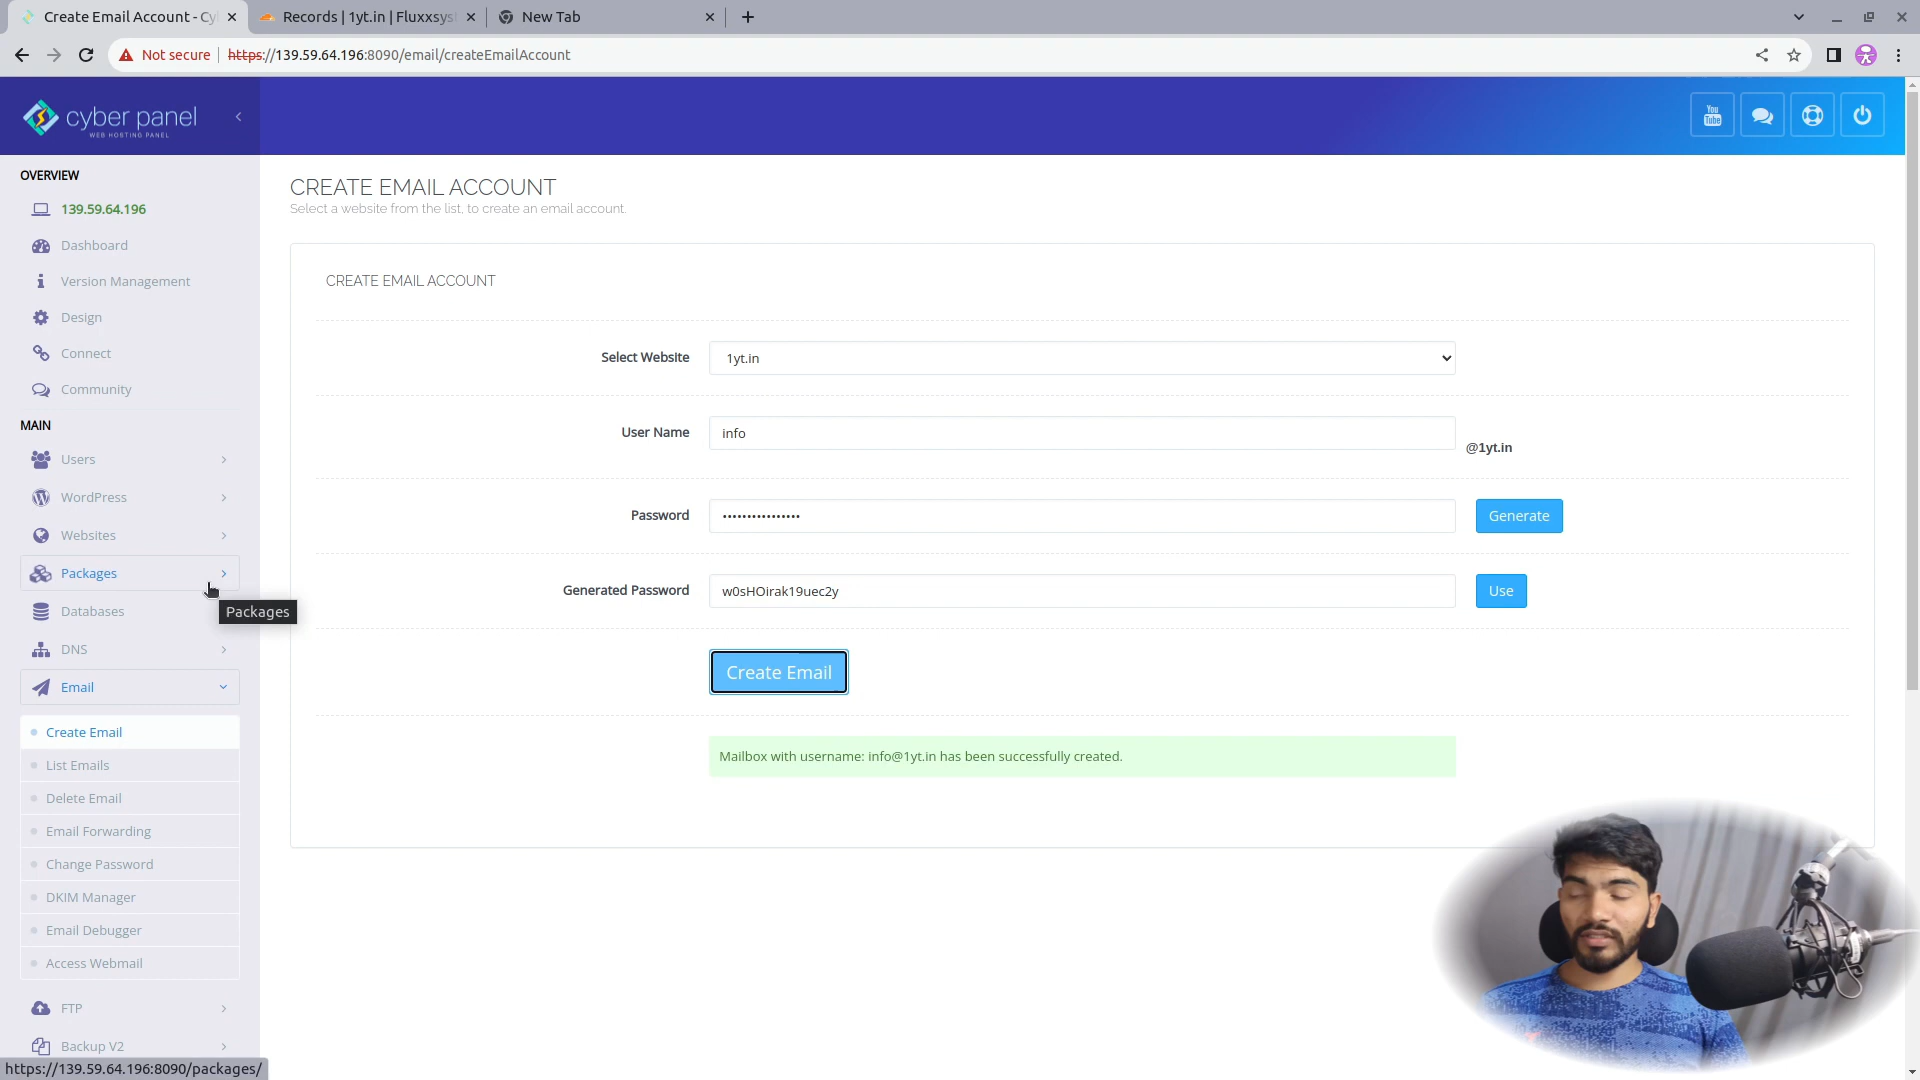 Create Email Account - Cy
Records | 1yt.in | Fluxxsys
New Tab
Not secure
https://139.59.64.196:8090/email/createEmailAccount
cyber panel
WEB HOSTING PANEL
You
Tube
OVERVIEW
139.59.64.196
Dashboard
Version Management
Design
Connect
Community
MAIN
Users
WordPress
Websites
Packages
Packages
Databases
DNS
Email
Create Email
List Emails
Delete Email
Email Forwarding
Change Password
DKIM Manager
Email Debugger
Access Webmail
FTP
Backup V2
https://139.59.64.196:8090/packages/
CREATE EMAIL ACCOUNT
Select a website from the list, to create an email account.
CREATE EMAIL ACCOUNT
Select Website
1yt.in
User Name
info
@1yt.in
Password
••••••••••••••••
Generate
Generated Password
w0sHOirak19uec2y
Use
Create Email
Mailbox with username: info@1yt.in has been successfully created.